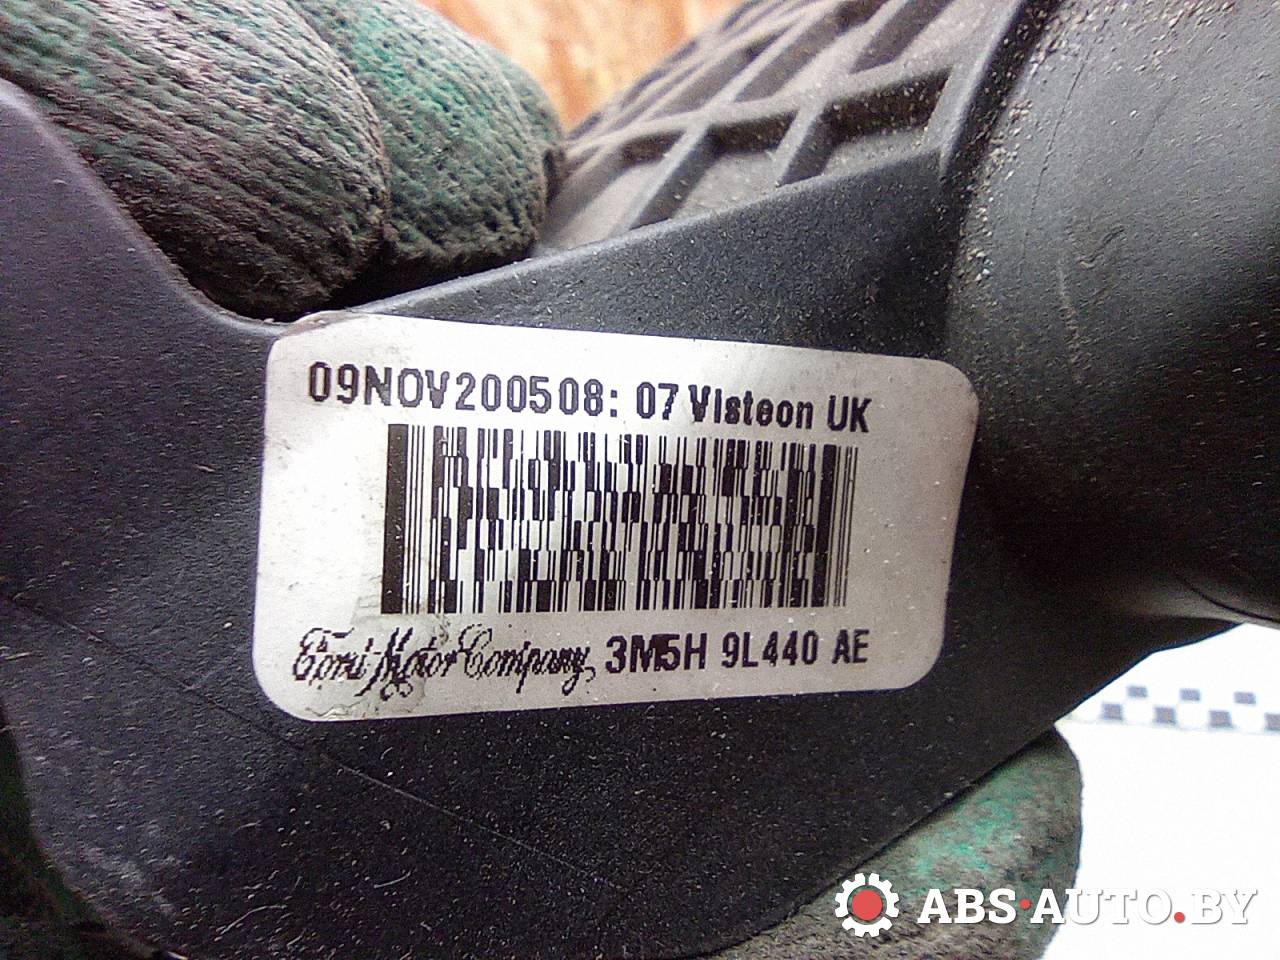 09NOV200508:07 Visteon UK
Ford Motor Company, 3M5H 9L440 AE
ABS·AUTO.BY